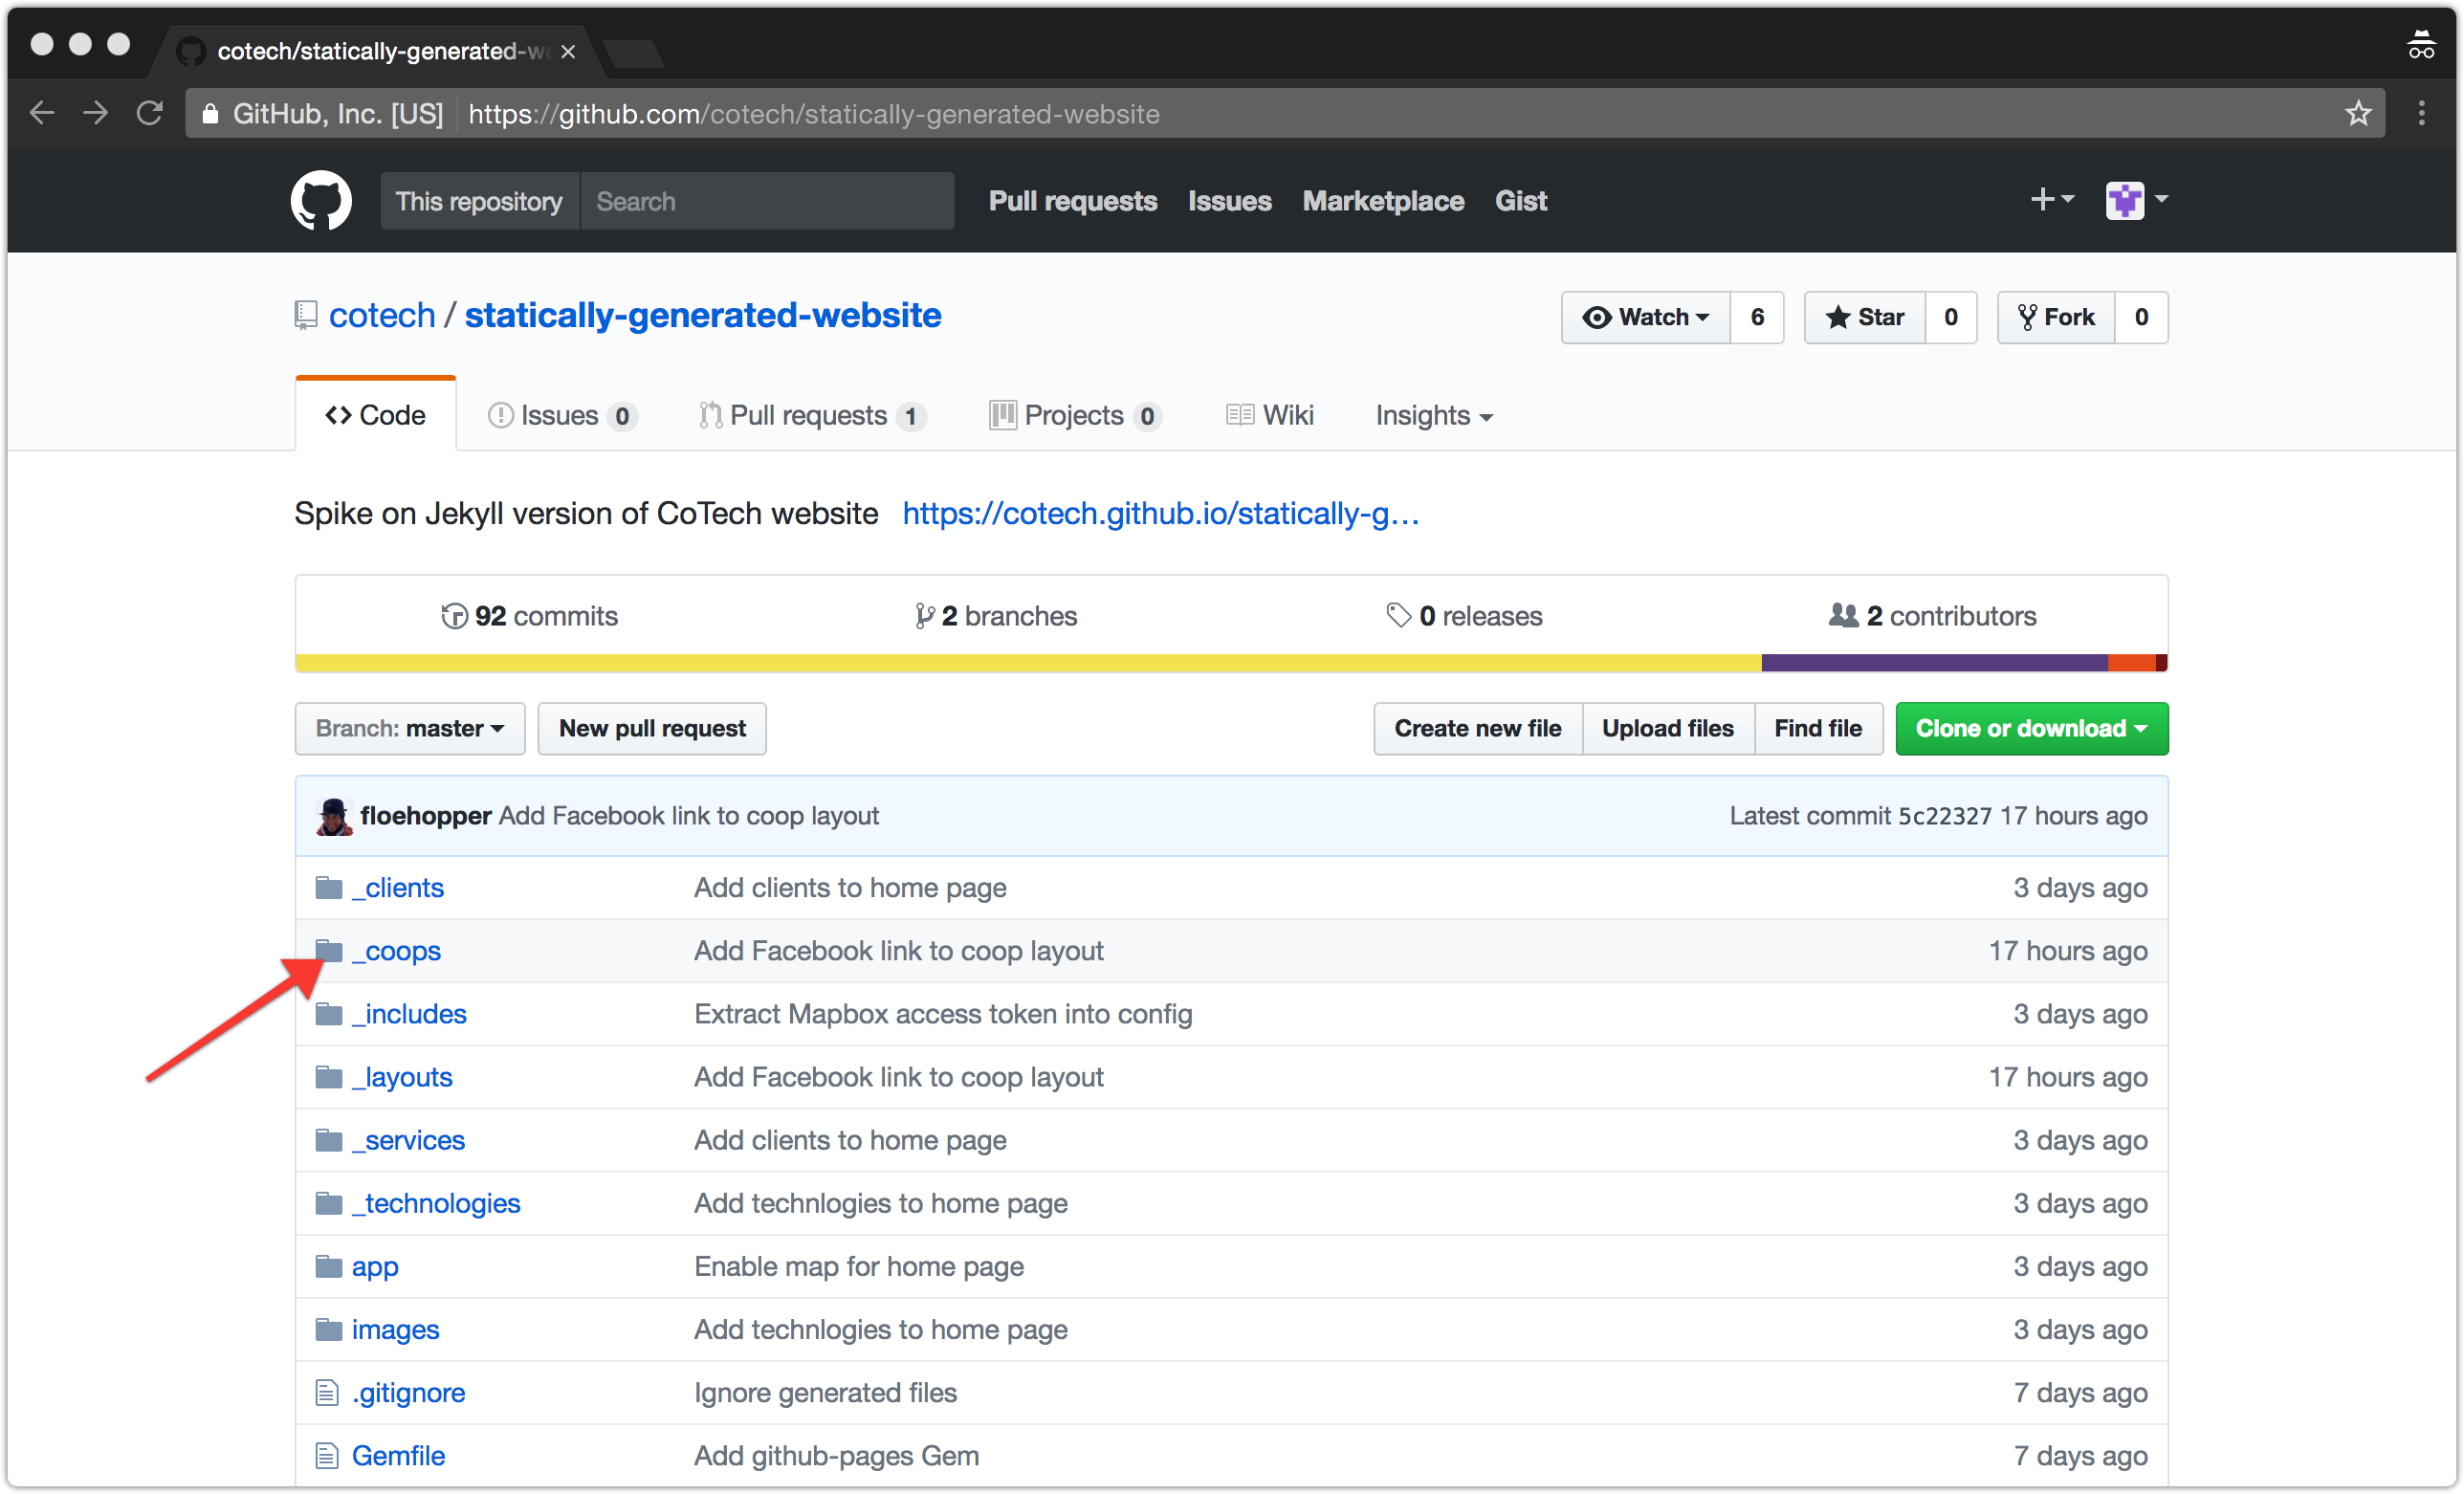 cotech/statically-generated-w
GitHub, Inc. [US] https://github.com/cotech/statically-generated-website
This repository Search Pull requests Issues Marketplace Gist
cotech / statically-generated-website Watch 6 Star 0 Fork 0
Code Issues 0 Pull requests 1 Projects 0 Wiki Insights
Spike on Jekyll version of CoTech website https://cotech.github.io/statically-g…
92 commits 2 branches 0 releases 2 contributors
Branch: master New pull request Create new file Upload files Find file Clone or download
floehopper Add Facebook link to coop layout Latest commit 5c22327 17 hours ago
_clients Add clients to home page 3 days ago
_coops Add Facebook link to coop layout 17 hours ago
_includes Extract Mapbox access token into config 3 days ago
_layouts Add Facebook link to coop layout 17 hours ago
_services Add clients to home page 3 days ago
_technologies Add technlogies to home page 3 days ago
app Enable map for home page 3 days ago
images Add technlogies to home page 3 days ago
.gitignore Ignore generated files 7 days ago
Gemfile Add github-pages Gem 7 days ago